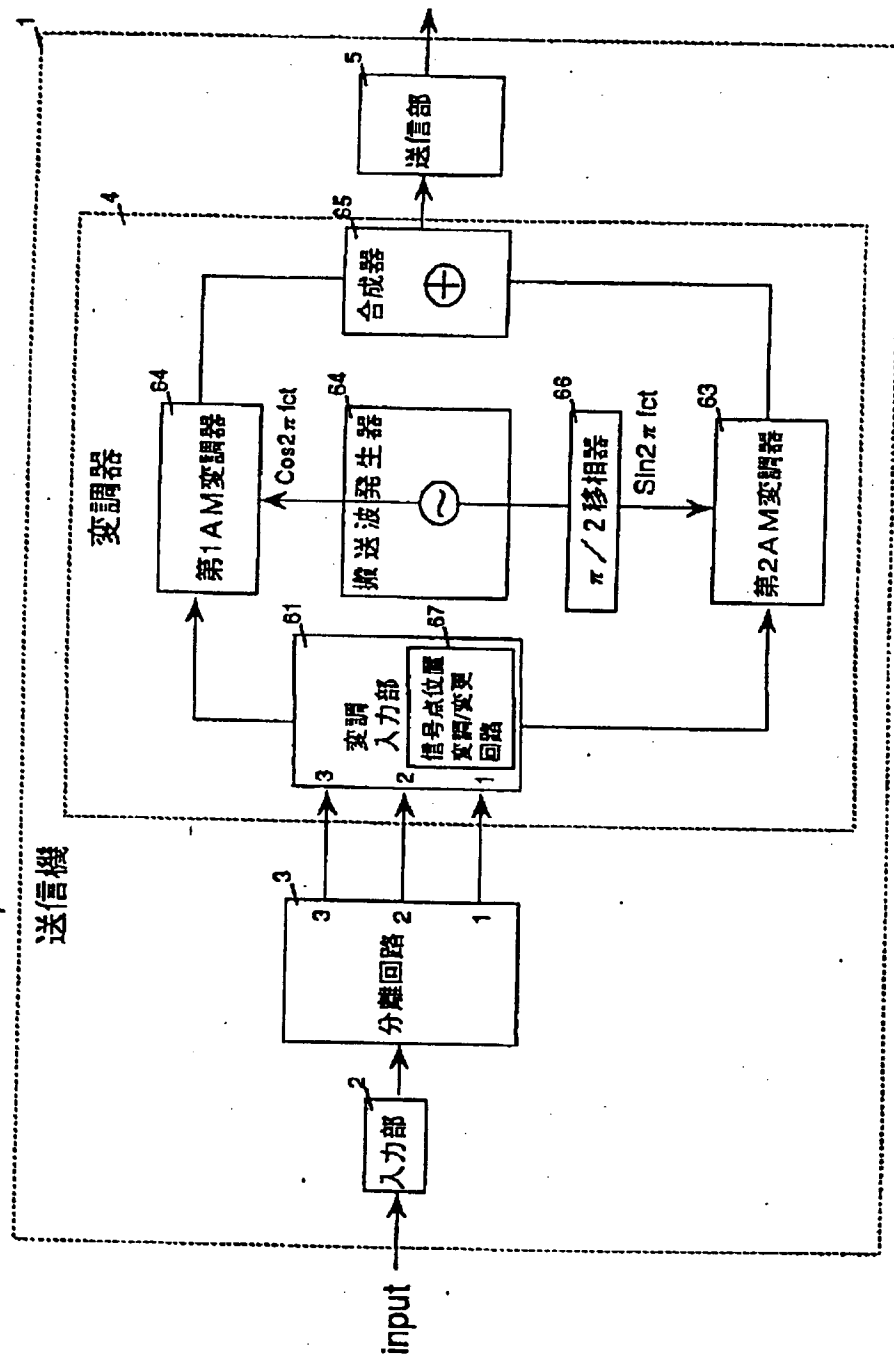 1
送信機
input
2
入力部
3
分離回路
3
2
1
変調器
4
61
変調
入力部
3
2
1
67
信号点位置
変調/変更
回路
64
第1AM変調器
Cos2πfct
64
搬送波発生器
~
66
π/2移相器
Sin2πfct
63
第2AM変調器
65
合成器
+
5
送信部